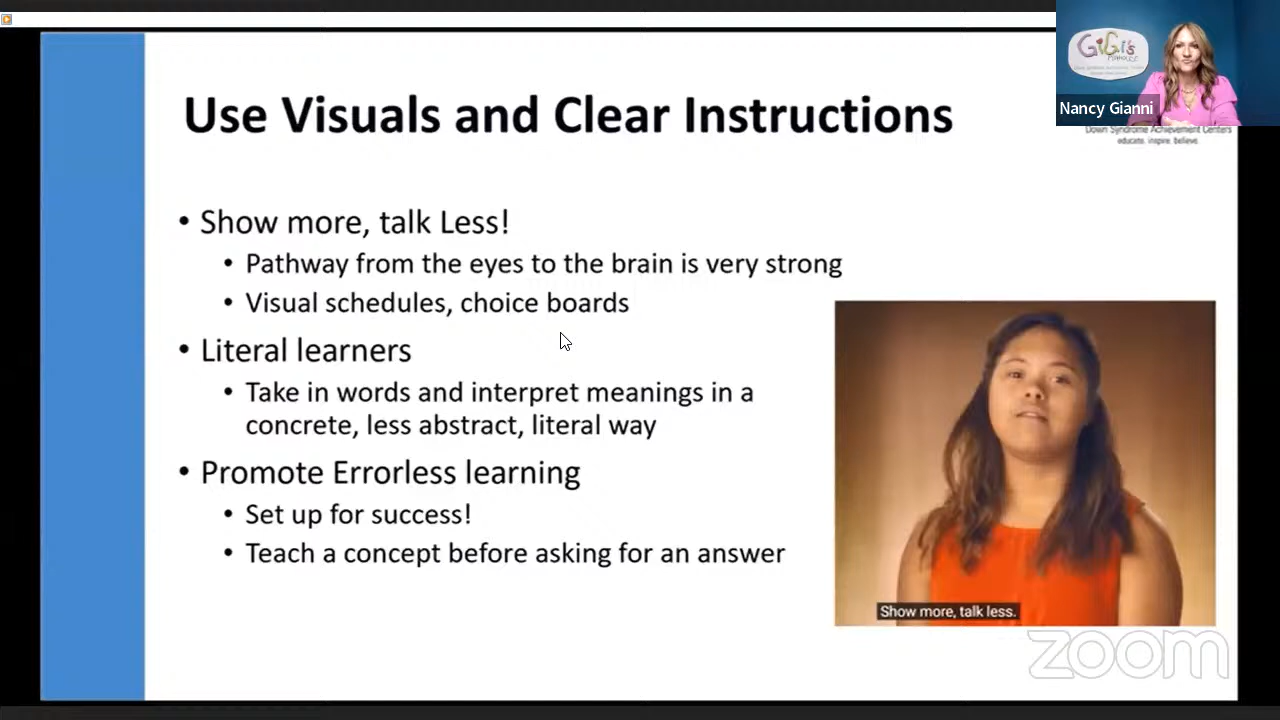 GiGi's
PLAYHOUSE
Nancy Gianni
Down Syndrome Achievement Centers
educate. inspire. believe.
Use Visuals and Clear Instructions
• Show more, talk Less!
• Pathway from the eyes to the brain is very strong
• Visual schedules, choice boards
• Literal learners
• Take in words and interpret meanings in a
concrete, less abstract, literal way
• Promote Errorless learning
• Set up for success!
• Teach a concept before asking for an answer
Show more, talk less.
zoom